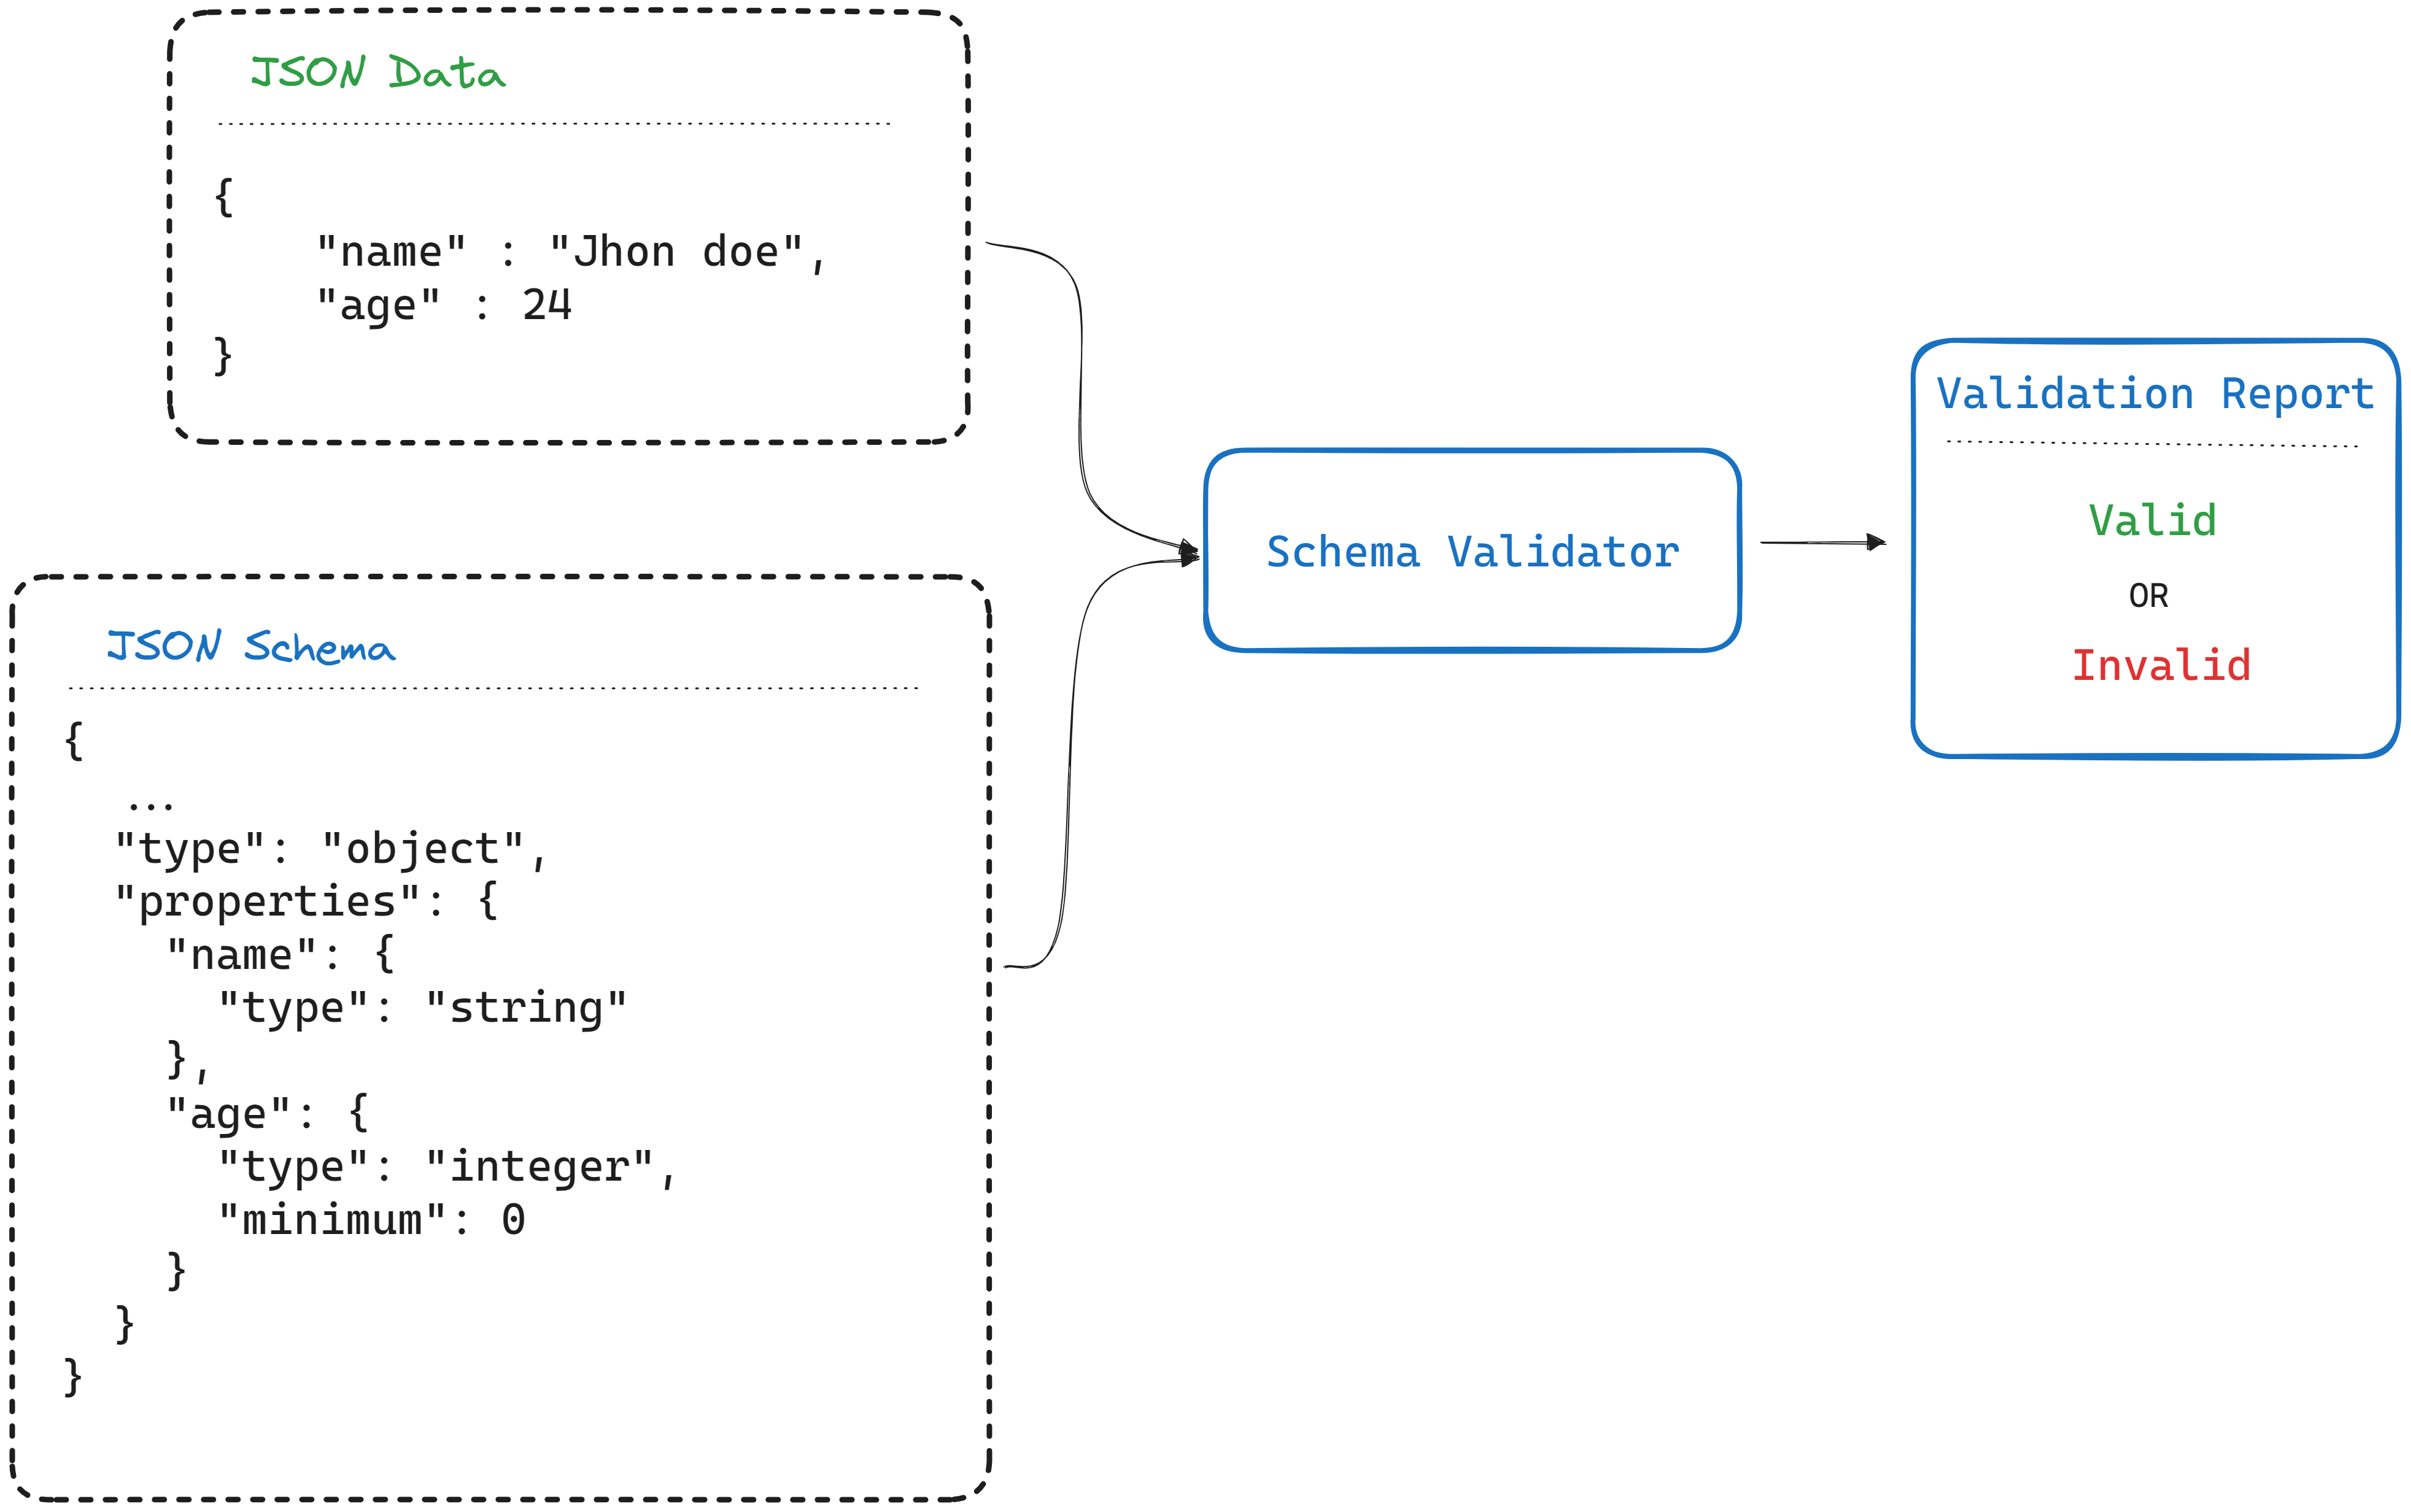 JSON Data
{
"name" : "Jhon doe",
"age" : 24
}
JSON Schema
{
...
"type": "object",
"properties": {
"name": {
"type": "string"
},
"age": {
"type": "integer",
"minimum": 0
}
}
}
Schema Validator
Validation Report
Valid
OR
Invalid